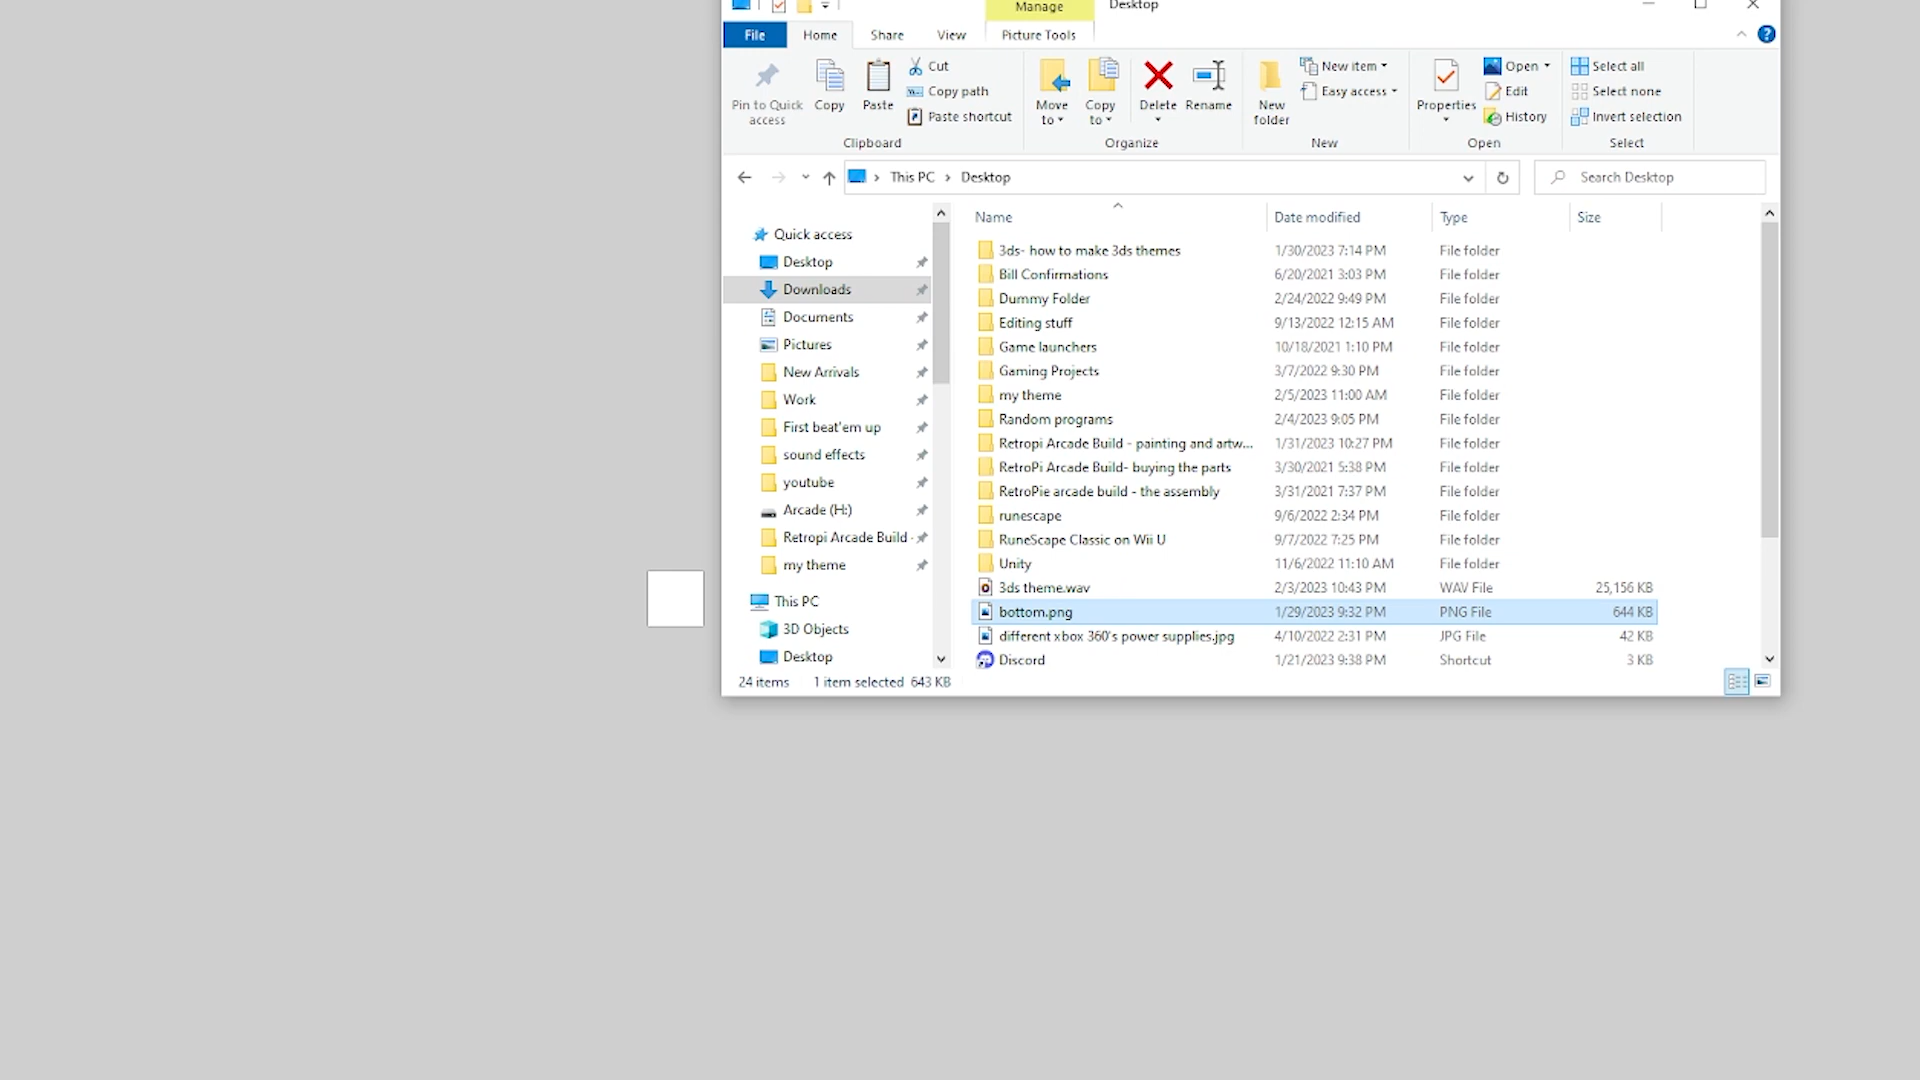 Manage
Desktop
File
Home
Share
View
Picture Tools
Pin to Quick access
Copy
Paste
Cut
Copy path
Paste shortcut
Clipboard
Move to
Copy to
Delete
Rename
Organize
New folder
New item
Easy access
New
Properties
Open
Edit
History
Open
Select all
Select none
Invert selection
Select
This PC
Desktop
Search Desktop
Quick access
Desktop
Downloads
Documents
Pictures
New Arrivals
Work
First beat'em up
sound effects
youtube
Arcade (H:)
Retropi Arcade Build -
my theme
This PC
3D Objects
Desktop
Name Date modified Type Size
3ds- how to make 3ds themes 1/30/2023 7:14 PM File folder
Bill Confirmations 6/20/2021 3:03 PM File folder
Dummy Folder 2/24/2022 9:49 PM File folder
Editing stuff 9/13/2022 12:15 AM File folder
Game launchers 10/18/2021 1:10 PM File folder
Gaming Projects 3/7/2022 9:30 PM File folder
my theme 2/5/2023 11:00 AM File folder
Random programs 2/4/2023 9:05 PM File folder
Retropi Arcade Build - painting and artw... 1/31/2023 10:27 PM File folder
RetroPi Arcade Build- buying the parts 3/30/2021 5:38 PM File folder
RetroPie arcade build - the assembly 3/31/2021 7:37 PM File folder
runescape 9/6/2022 2:34 PM File folder
RuneScape Classic on Wii U 9/7/2022 7:25 PM File folder
Unity 11/6/2022 11:10 AM File folder
3ds theme.wav 2/3/2023 10:43 PM WAV File 25,156 KB
bottom.png 1/29/2023 9:32 PM PNG File 644 KB
different xbox 360's power supplies.jpg 4/10/2022 2:31 PM JPG File 42 KB
Discord 1/21/2023 9:38 PM Shortcut 3 KB
24 items 1 item selected 643 KB